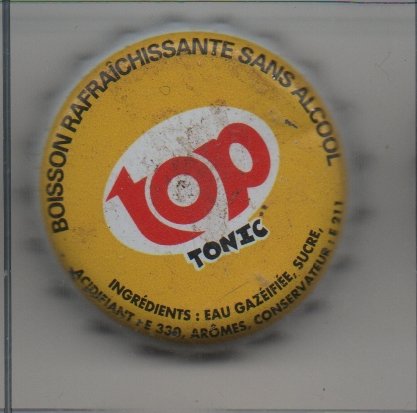 BOISSON RAFRAÎCHISSANTE SANS ALCOOL
top
TONIC
INGRÉDIENTS : EAU GAZÉIFIÉE, SUCRE,
ACIDIFIANT : E 330, ARÔMES, CONSERVATEUR : E 211